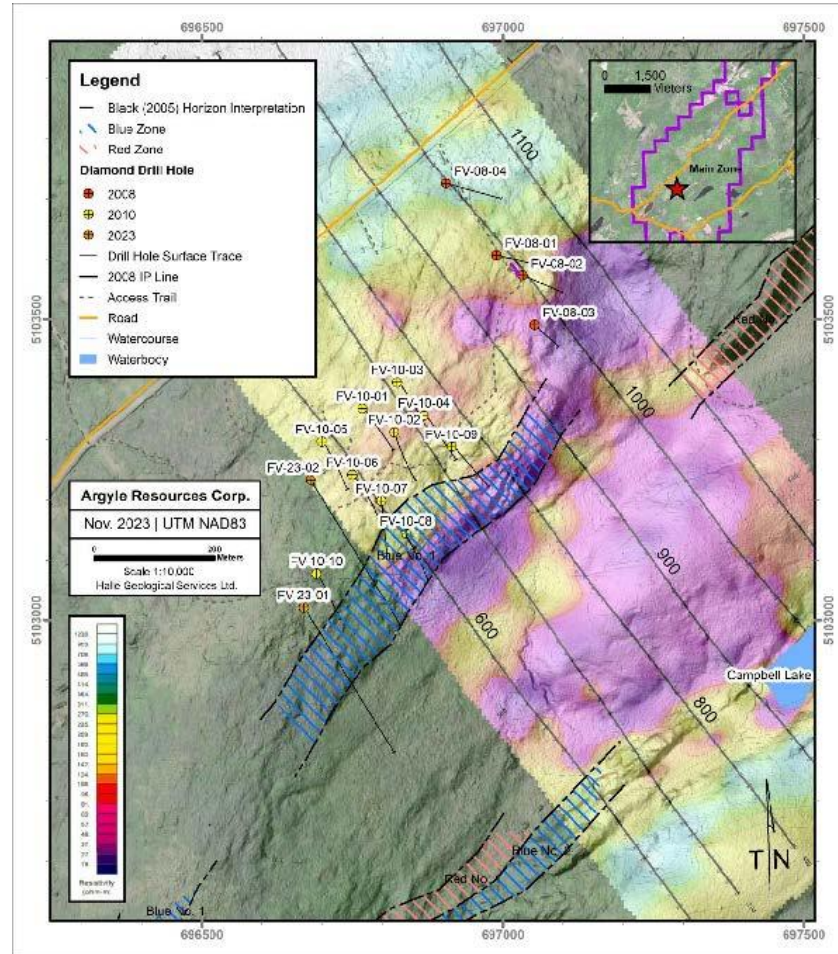 696500
697000
697500
Legend
Black (2005) Horizon Interpretation
Blue Zone
Red Zone
Diamond Drill Hole
2008
2010
2023
Drill Hole Surface Trace
2008 IP Line
Access Trail
Road
Watercourse
Waterbody
0 1,500
Meters
Main Zone
1100
FV-08-04
FV-08-01
FV-08-02
FV-08-03
5103500
5103500
Red No.
1000
FV-10-03
FV-10-01
FV-10-04
FV-10-02
FV-10-05
FV-10-09
FV-23-02
FV-10-06
FV-10-07
FV-10-08
Blue No. 1
900
FV-10-10
FV-23-01
600
5103000
5103000
Argyle Resources Corp.
Nov. 2023 | UTM NAD83
0 200
Meters
Scale 1:10,000
Halle Geological Services Ltd.
Campbell Lake
800
Resistivity
Blue No.
Red No.
Blue No. 1
T N
696500
697000
697500